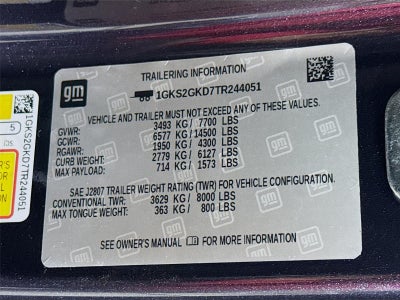 gm
TRAILERING INFORMATION
1GKS2GKD7TR244051
VEHICLE AND TRAILER MUST NOT EXCEED ANY OF THESE VALUES.
GVWR: 3493 KG/ 7700 LBS
GCWR: 6577 KG/14500 LBS
RGAWR: 1950 KG/ 4300 LBS
CURB WEIGHT: 2779 KG/ 6127 LBS
MAX PAYLOAD: 714 KG/ 1573 LBS
SAE J2807 TRAILER WEIGHT RATING (TWR) FOR VEHICLE CONFIGURATION.
CONVENTIONAL TWR: 3629 KG/ 8000 LBS
MAX TONGUE WEIGHT: 363 KG/ 800 LBS
SEE OWNER'S MANUAL FOR MORE INFORMATION
1GKS2GKD7TR244051
5
lbs.